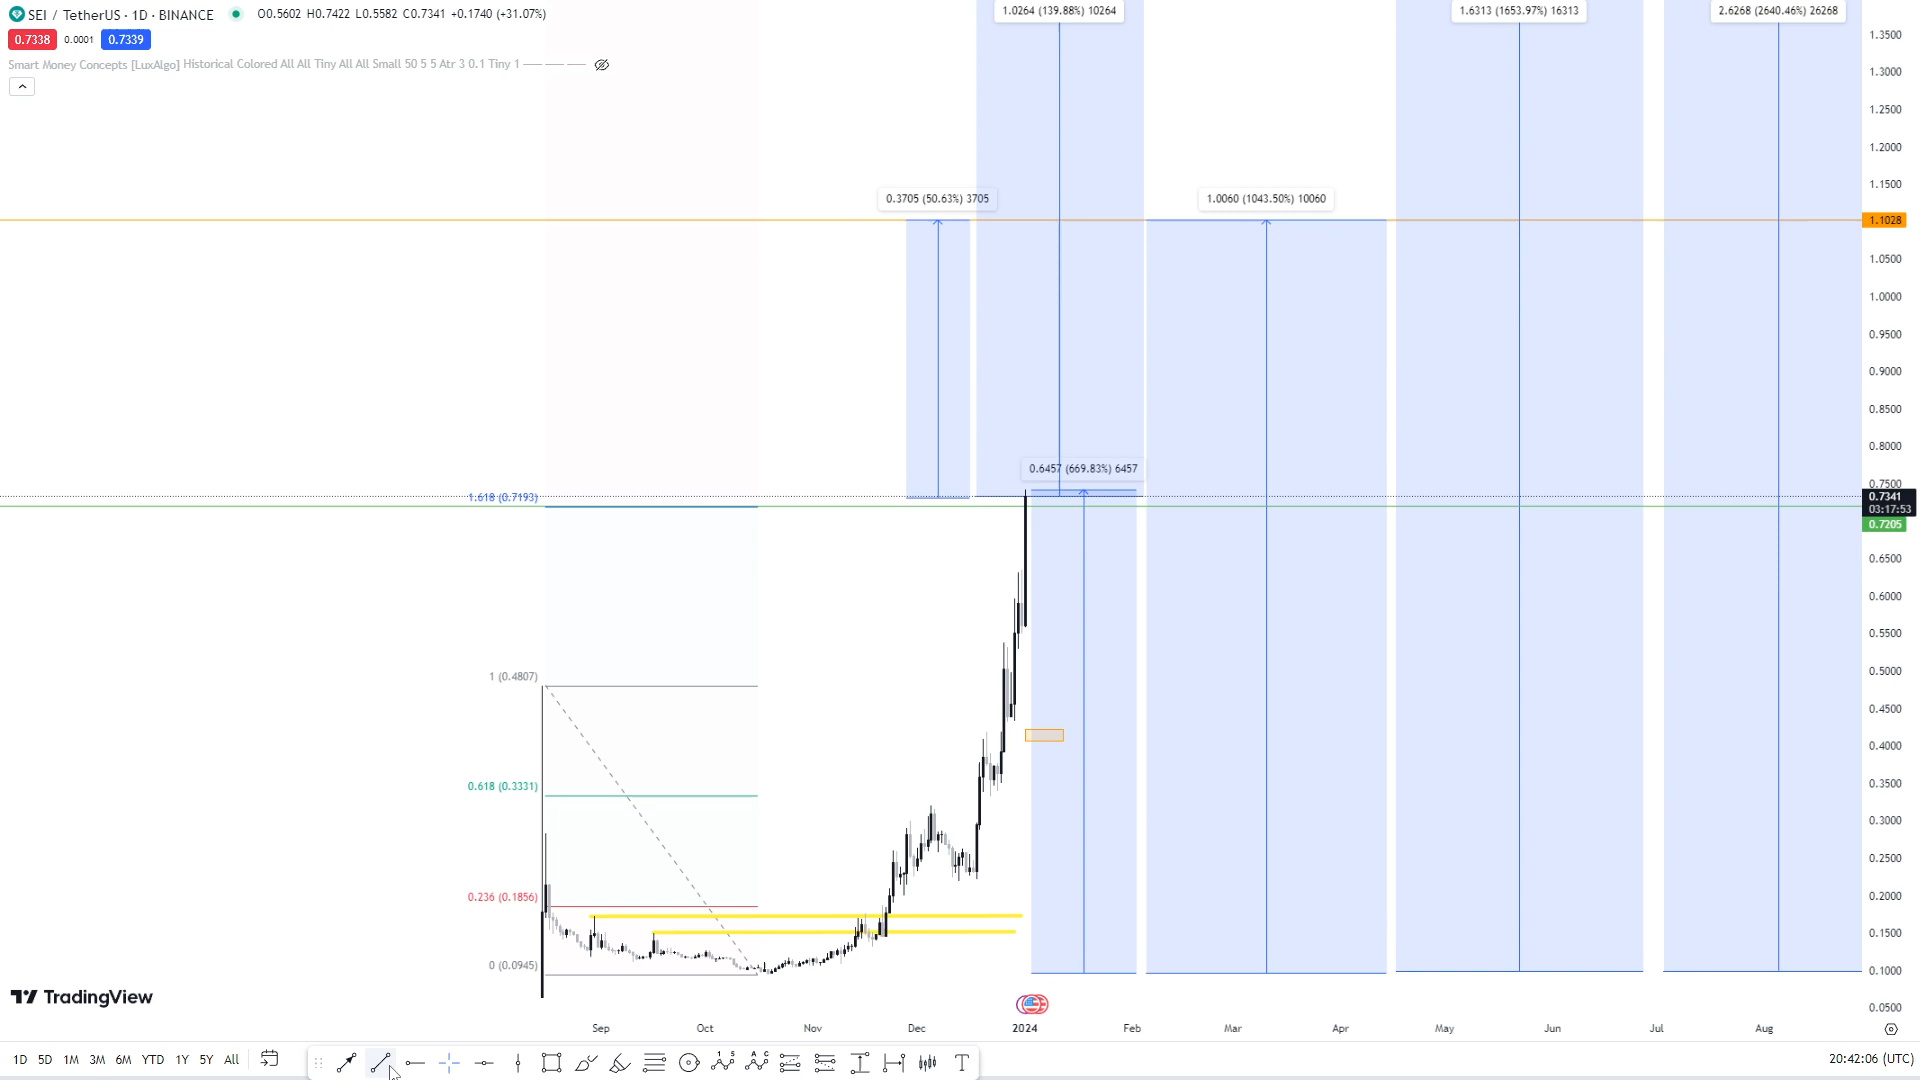 SEI / TetherUS · 1D · BINANCE O0.5602 H0.7422 L0.5582 C0.7341 +0.1740 (+31.07%)
0.7338 0.0001 0.7339
Smart Money Concepts [LuxAlgo] Historical Colored All All Tiny All All Small 50 5 5 Atr 3 0.1 Tiny 1
1.0264 (139.88%) 10264
1.6313 (1653.97%) 16313
2.6268 (2640.46%) 26268
0.3705 (50.63%) 3705
1.0060 (1043.50%) 10060
0.6457 (669.83%) 6457
1.618 (0.7193)
1 (0.4807)
0.618 (0.3331)
0.236 (0.1856)
0 (0.0945)
1.3500
1.3000
1.2500
1.2000
1.1500
1.1028
1.0500
1.0000
0.9500
0.9000
0.8500
0.8000
0.7500
0.7341
03:17:53
0.7205
0.6500
0.6000
0.5500
0.5000
0.4500
0.4000
0.3500
0.3000
0.2500
0.2000
0.1500
0.1000
0.0500
TradingView
Sep Oct Nov Dec 2024 Feb Mar Apr May Jun Jul Aug
1D 5D 1M 3M 6M YTD 1Y 5Y All
20:42:06 (UTC)